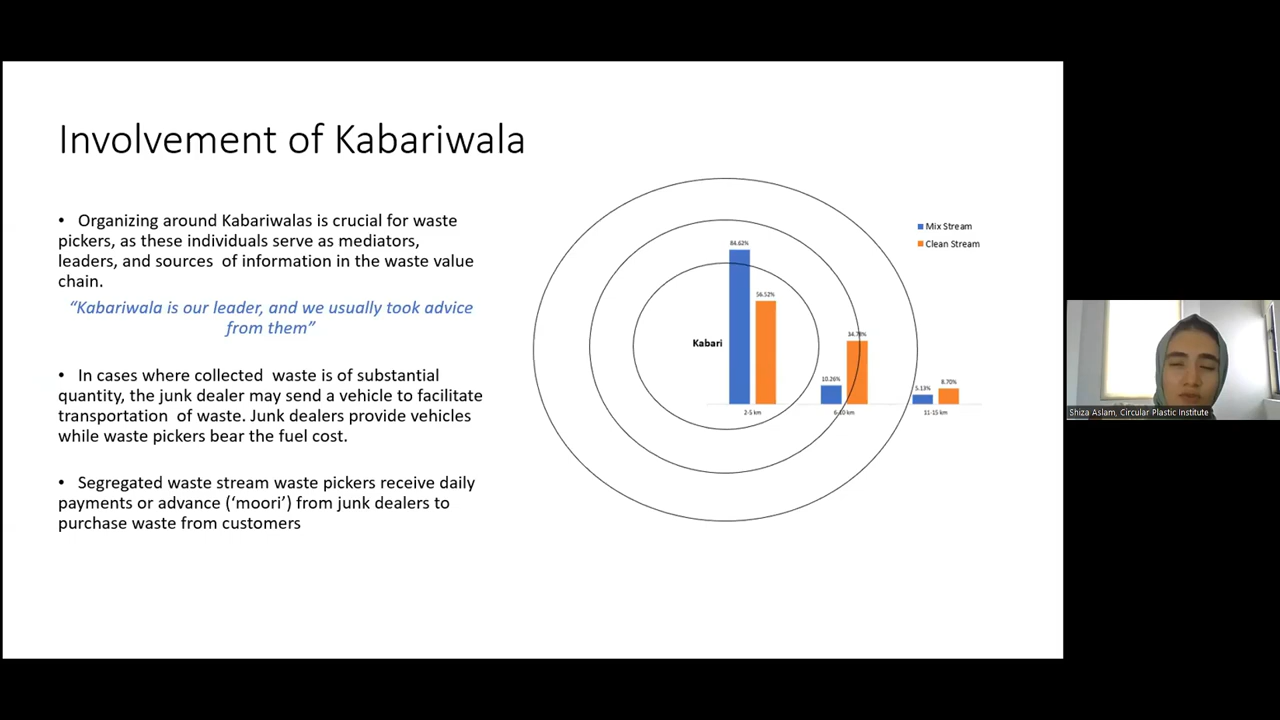 Involvement of Kabariwala
• Organizing around Kabariwalas is crucial for waste
pickers, as these individuals serve as mediators,
leaders, and sources of information in the waste value
chain.
“Kabariwala is our leader, and we usually took advice
from them”
• In cases where collected waste is of substantial
quantity, the junk dealer may send a vehicle to facilitate
transportation of waste. Junk dealers provide vehicles
while waste pickers bear the fuel cost.
• Segregated waste stream waste pickers receive daily
payments or advance (‘moori’) from junk dealers to
purchase waste from customers
Mix Stream
Clean Stream
84.62%
56.52%
Kabari
34.78%
10.26%
5.13%
8.70%
2-5 km
6-10 km
11-15 km
Shiza Aslam, Circular Plastic Institute